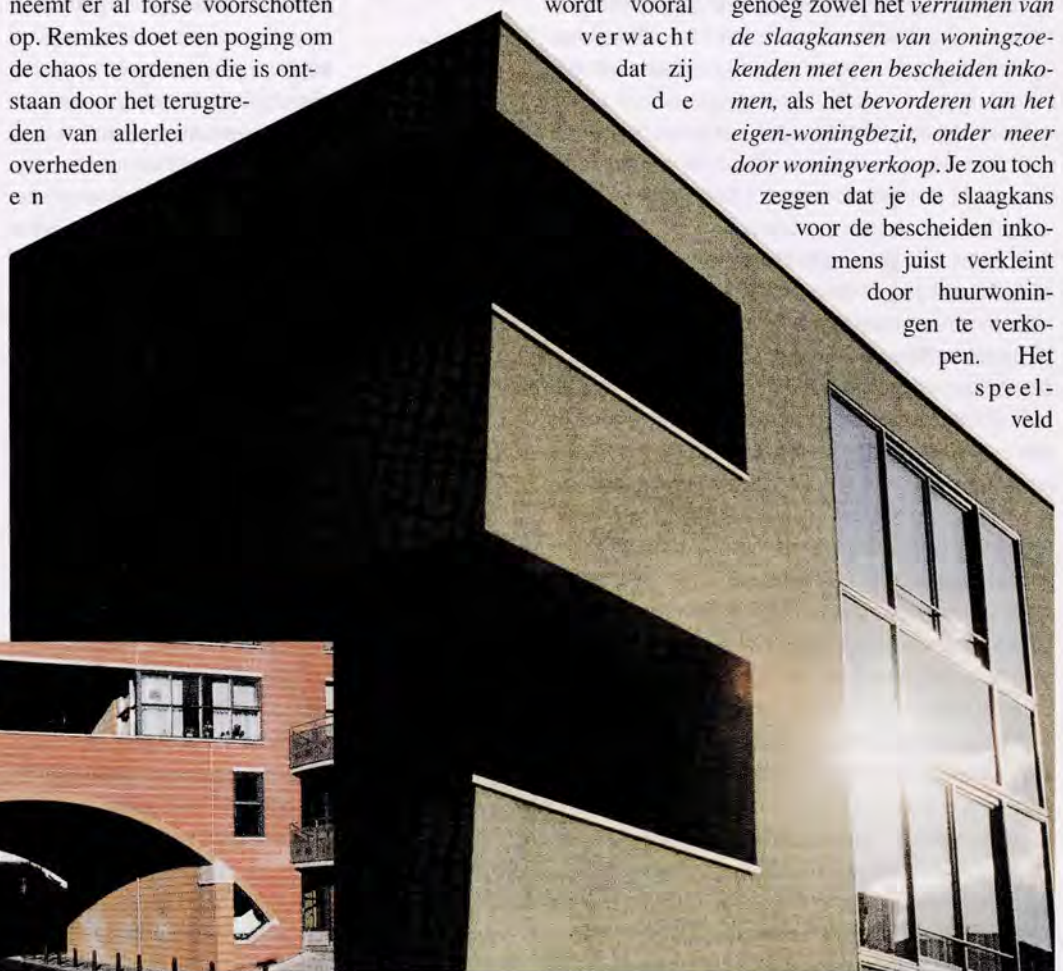 neemt er al forse voorschotten
op. Remkes doet een poging om
de chaos te ordenen die is ont-
staan door het terugtre-
den van allerlei
overheden
e n
wordt vooral
verwacht
dat zij
d e
genoeg zowel het verruimen van
de slaagkansen van woningzoe-
kenden met een bescheiden inko-
men, als het bevorderen van het
eigen-woningbezit, onder meer
door woningverkoop. Je zou toch
zeggen dat je de slaagkans
voor de bescheiden inko-
mens juist verkleint
door huurwonin-
gen te verko-
pen. Het
speel-
veld